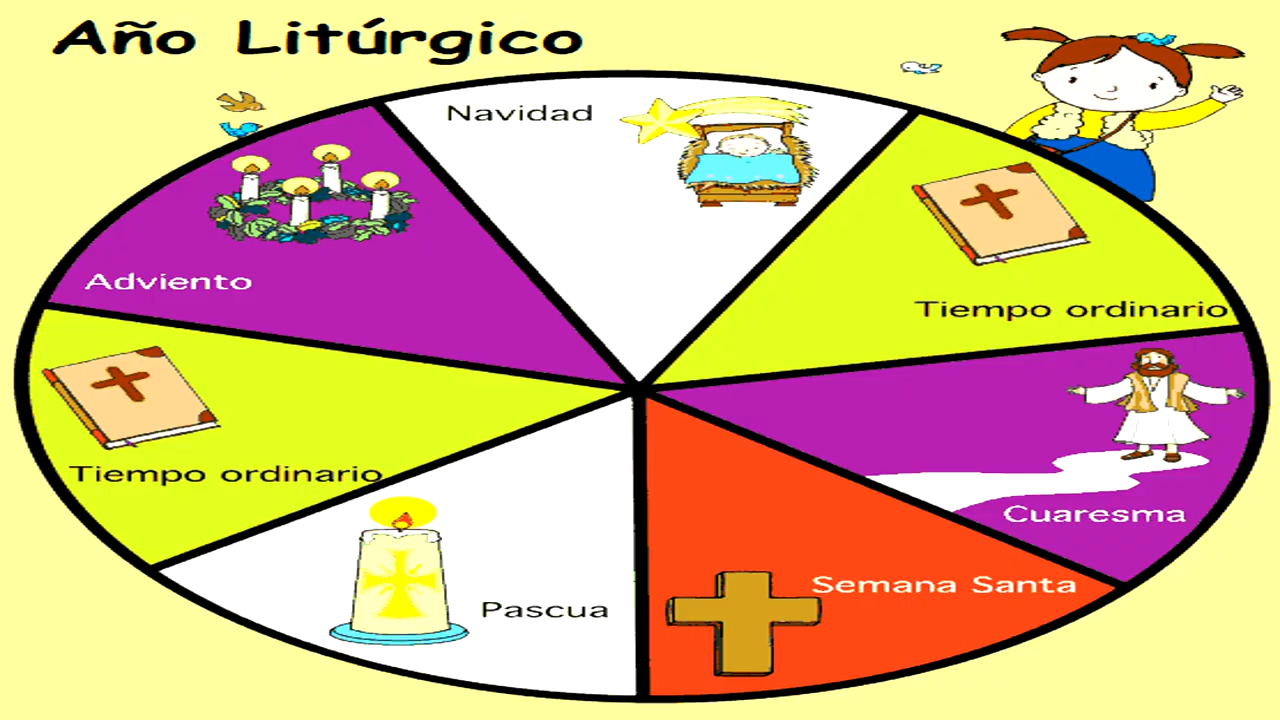 Año Litúrgico
Navidad
Adviento
Tiempo ordinario
Tiempo ordinario
Cuaresma
Semana Santa
Pascua